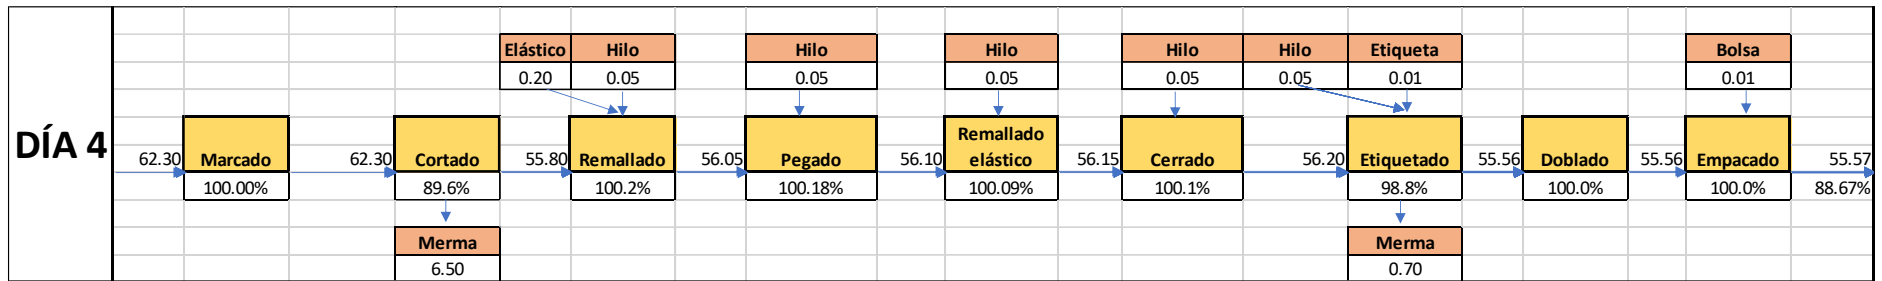 Elástico Hilo Hilo Hilo Hilo Hilo Etiqueta Bolsa
0.20 0.05 0.05 0.05 0.05 0.05 0.01 0.01
DÍA 4
62.30 Marcado 62.30 Cortado 55.80 Remallado 56.05 Pegado 56.10 Remallado elástico 56.15 Cerrado 56.20 Etiquetado 55.56 Doblado 55.56 Empacado 55.57
100.00% 89.6% 100.2% 100.18% 100.09% 100.1% 98.8% 100.0% 100.0% 88.67%
Merma Merma
6.50 0.70